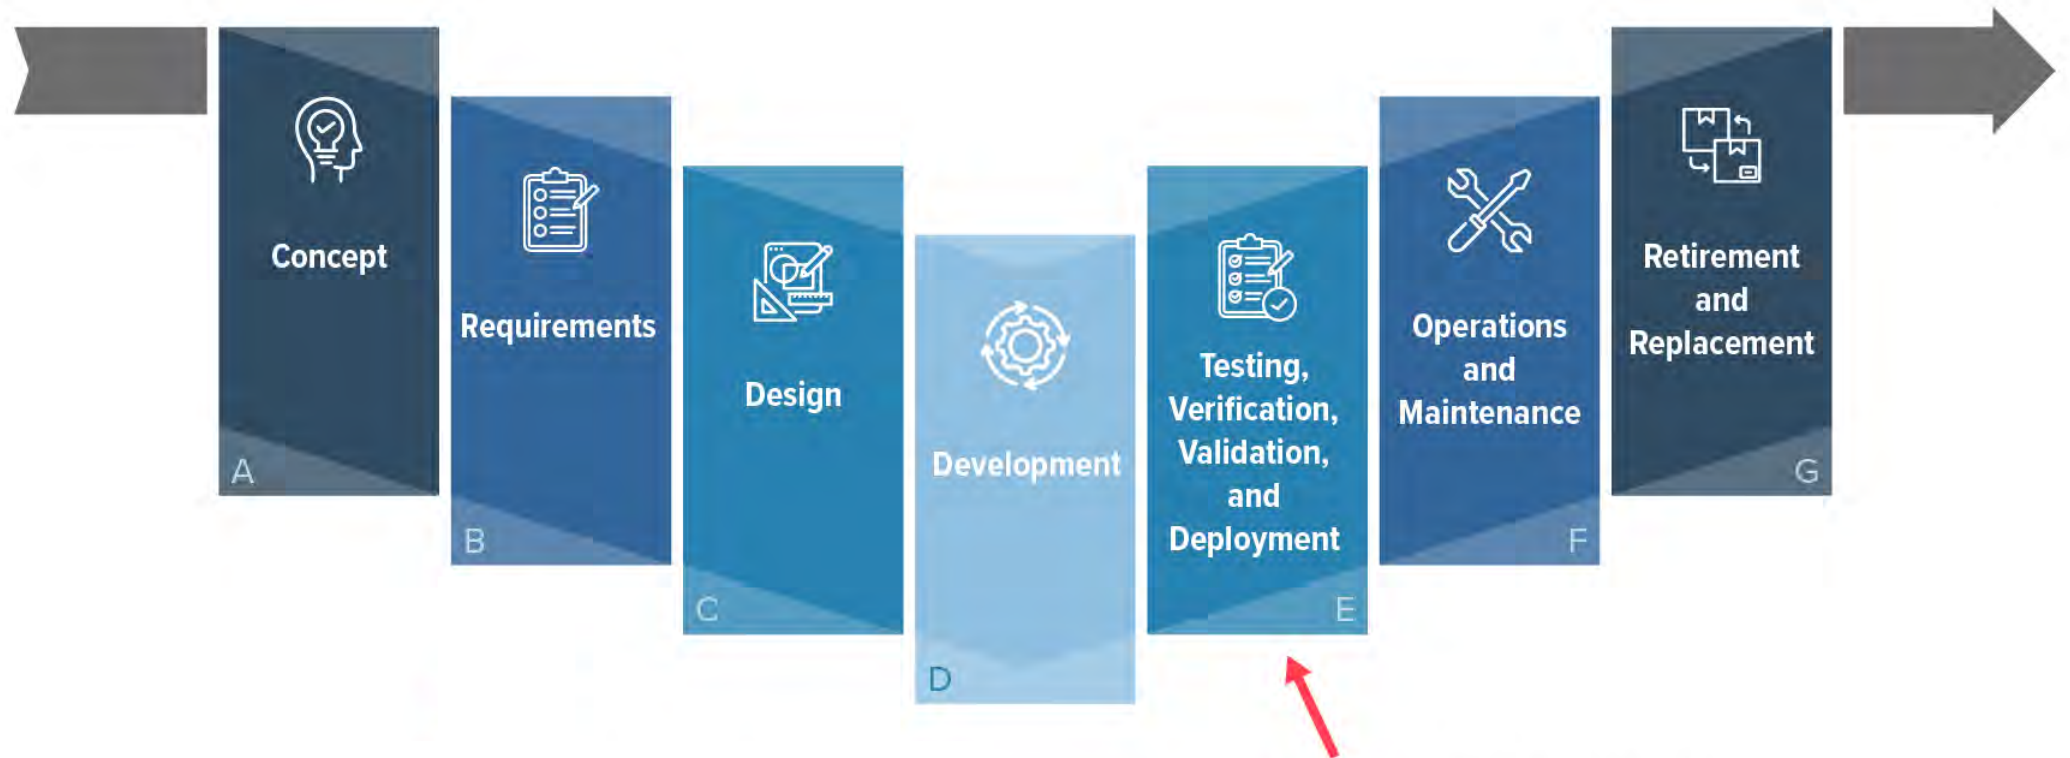 Concept
A
Requirements
B
Design
C
Development
D
Testing,
Verification,
Validation,
and
Deployment
E
Operations
and
Maintenance
F
Retirement
and
Replacement
G